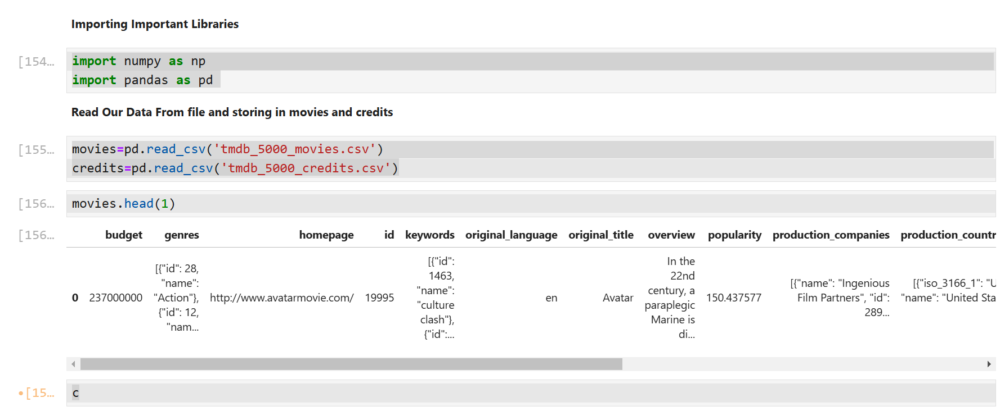 Importing Important Libraries
[154...
import numpy as np
import pandas as pd
Read Our Data From file and storing in movies and credits
[155...
movies=pd.read_csv('tmdb_5000_movies.csv')
credits=pd.read_csv('tmdb_5000_credits.csv')
[156...
movies.head(1)
[156...
budget genres homepage id keywords original_language original_title overview popularity production_companies production_countr
0 237000000 [{"id": 28, "name": "Action"}, {"id": 12, "nam... http://www.avatarmovie.com/ 19995 [{"id": 1463, "name": "culture clash"}, {"id":... en Avatar In the 22nd century, a paraplegic Marine is di... 150.437577 [{"name": "Ingenious Film Partners", "id": 289... [{"iso_3166_1": "U "name": "United Sta
•[15...
c